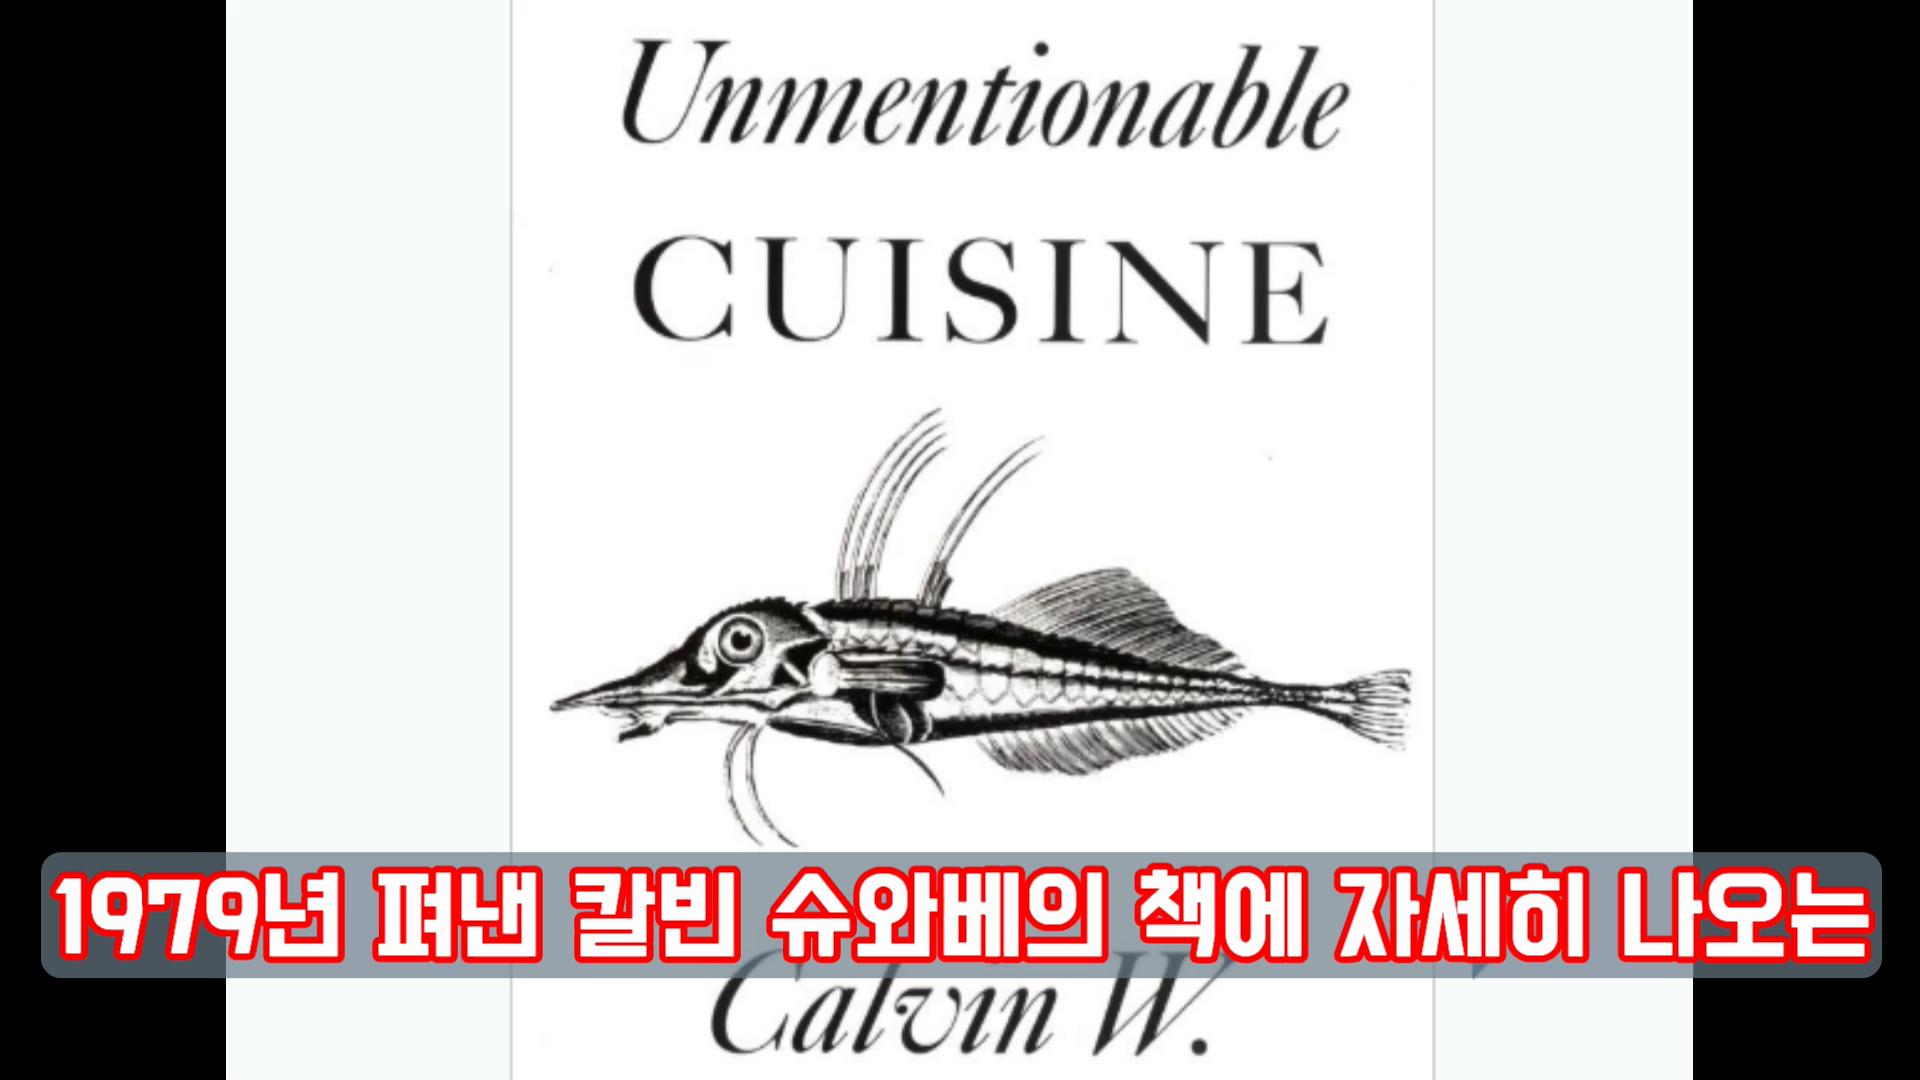 Unmentionable
CUISINE
1979년 펴낸 칼빈 슈와베의 책에 자세히 나오는
Calvin W.